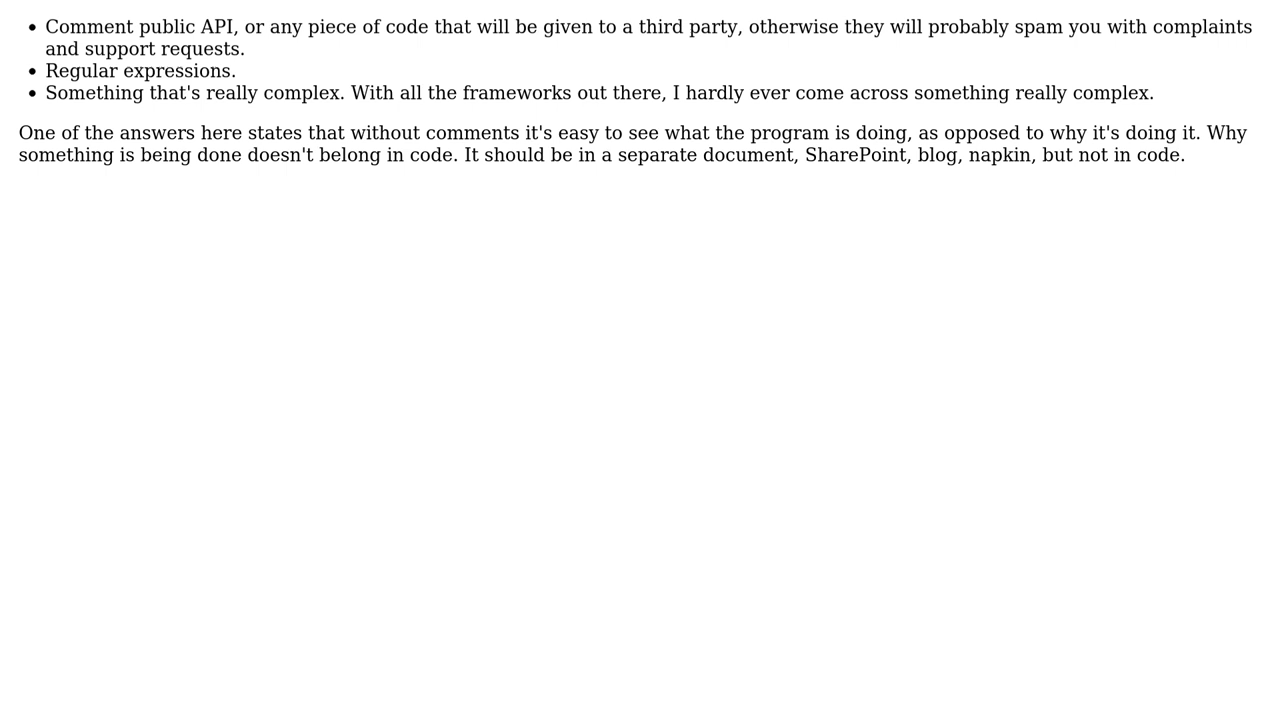 • Comment public API, or any piece of code that will be given to a third party, otherwise they will probably spam you with complaints
and support requests.
• Regular expressions.
• Something that's really complex. With all the frameworks out there, I hardly ever come across something really complex.
One of the answers here states that without comments it's easy to see what the program is doing, as opposed to why it's doing it. Why
something is being done doesn't belong in code. It should be in a separate document, SharePoint, blog, napkin, but not in code.